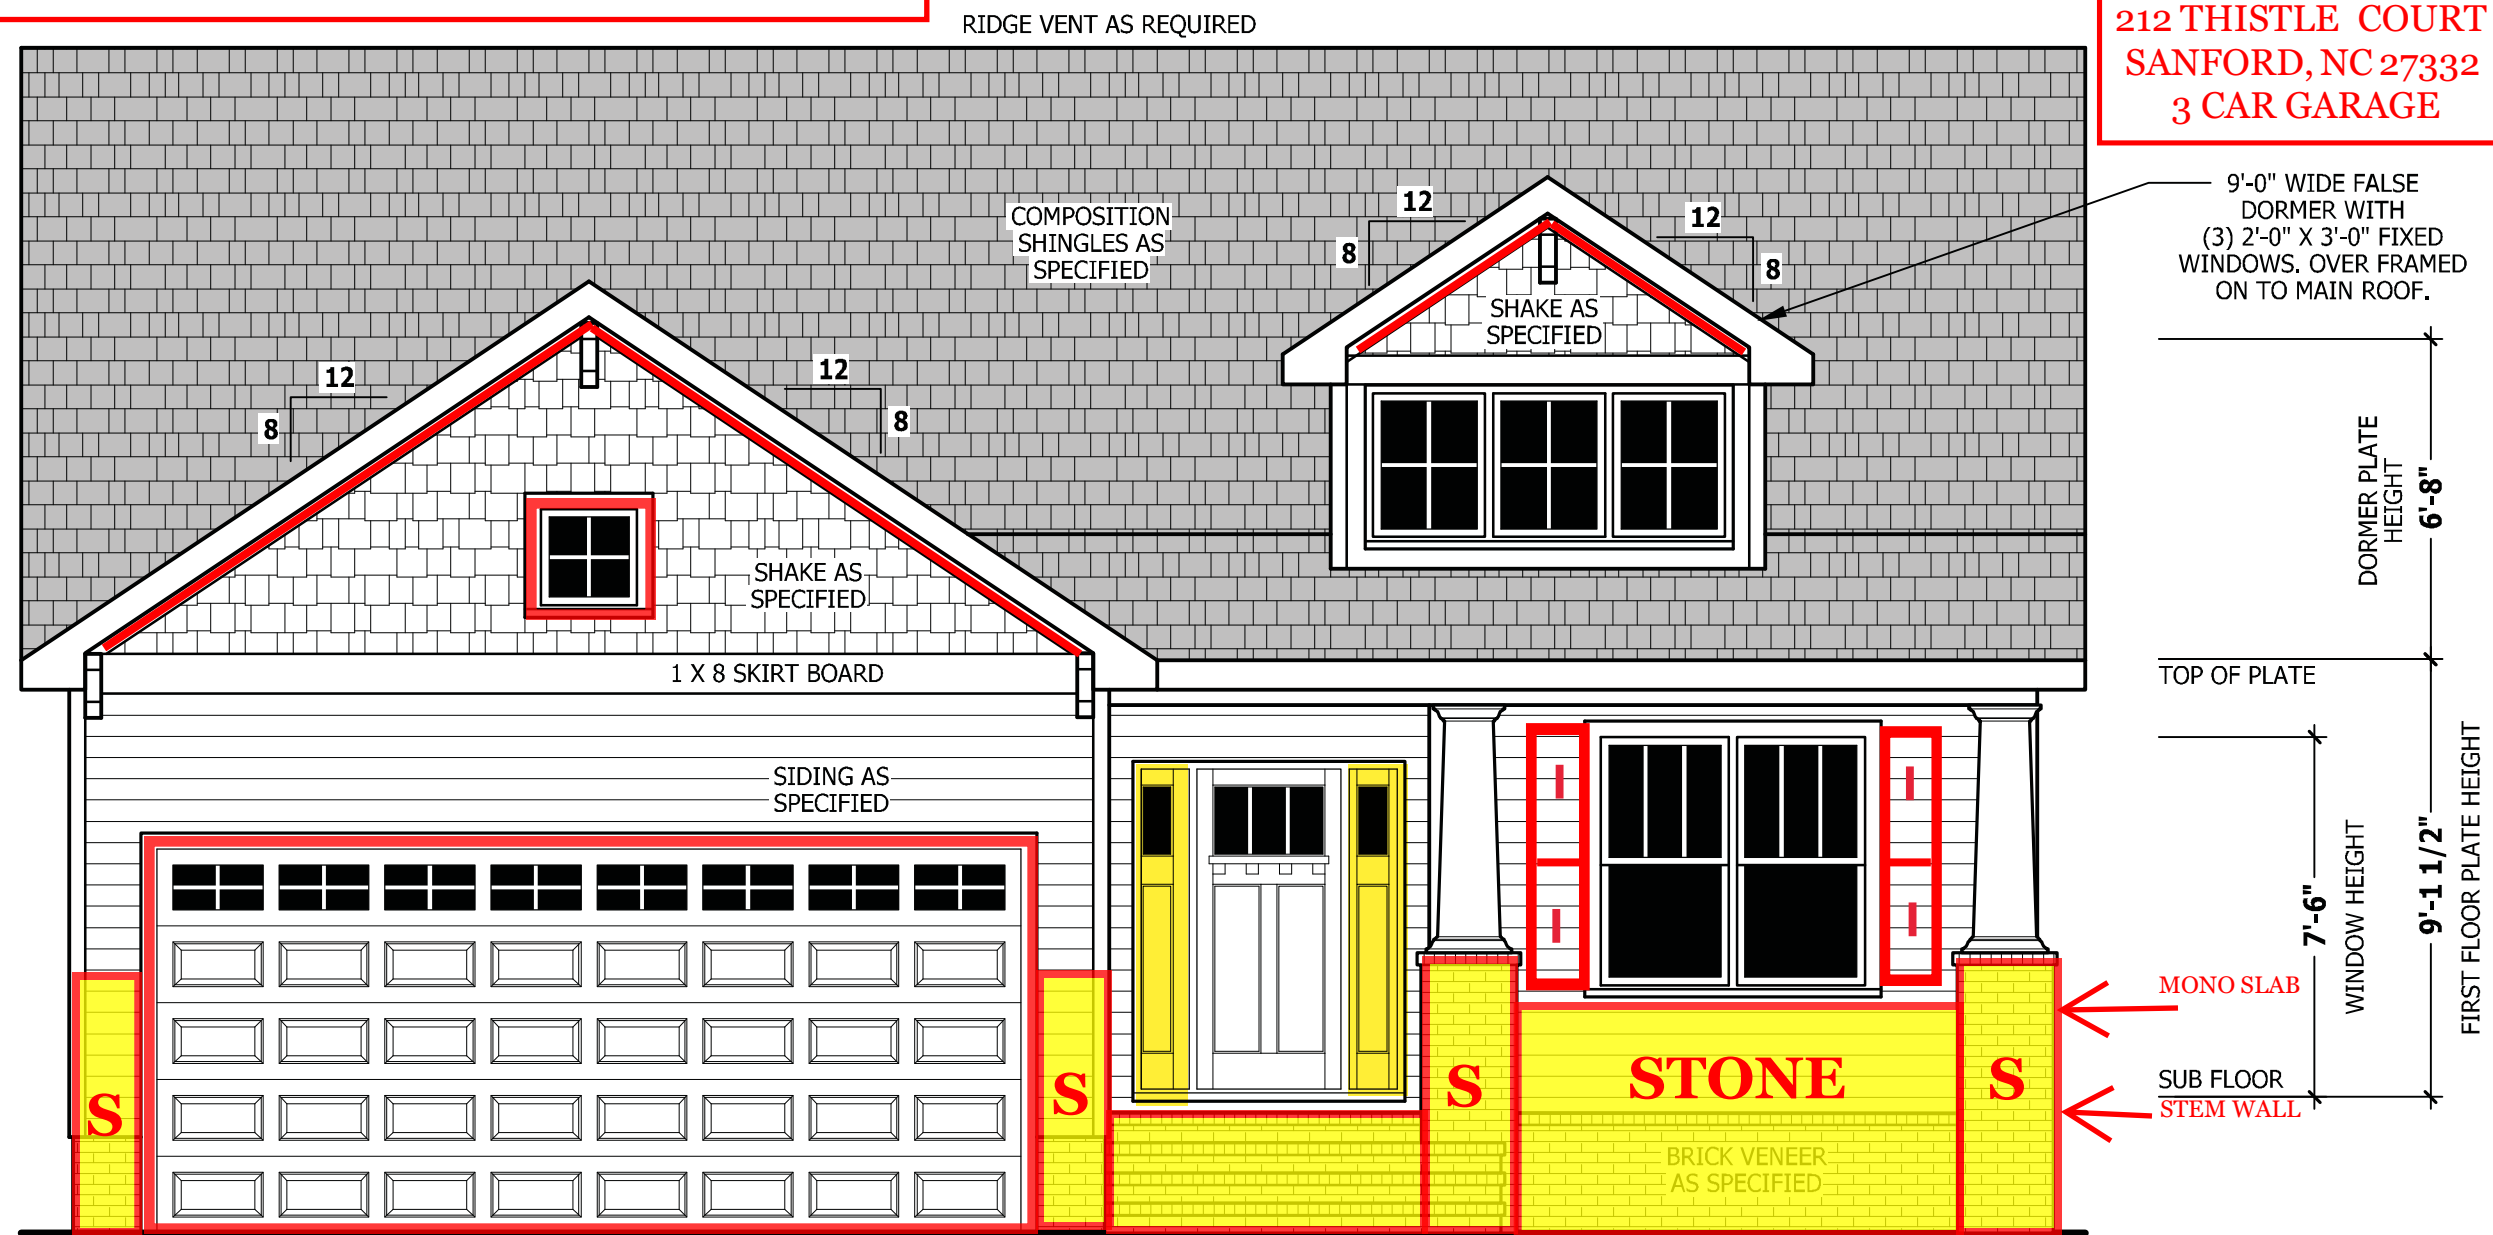 RIDGE VENT AS REQUIRED
212 THISTLE COURT
SANFORD, NC 27332
3 CAR GARAGE
9'-0" WIDE FALSE
DORMER WITH
(3) 2'-0" X 3'-0" FIXED
WINDOWS. OVER FRAMED
ON TO MAIN ROOF.
COMPOSITION
SHINGLES AS
SPECIFIED
12
8
12
8
SHAKE AS
SPECIFIED
12
8
12
8
SHAKE AS
SPECIFIED
DORMER PLATE
HEIGHT
6'-8"
1 X 8 SKIRT BOARD
TOP OF PLATE
SIDING AS
SPECIFIED
7'-6"
WINDOW HEIGHT
9'-1 1/2"
FIRST FLOOR PLATE HEIGHT
MONO SLAB
SUB FLOOR
STEM WALL
S
S
S
STONE
S
BRICK VENEER
AS SPECIFIED